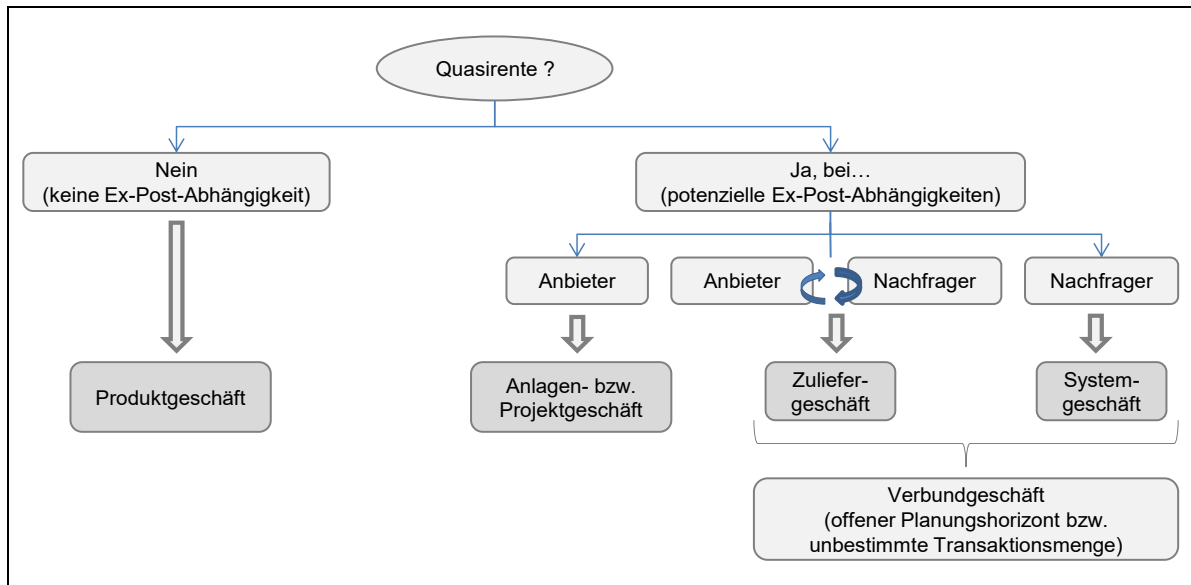 Quasirente ?
Nein
(keine Ex-Post-Abhängigkeit)
Ja, bei…
(potenzielle Ex-Post-Abhängigkeiten)
Anbieter
Anbieter
Nachfrager
Nachfrager
Produktgeschäft
Anlagen- bzw.
Projektgeschäft
Zuliefer-
geschäft
System-
geschäft
Verbundgeschäft
(offener Planungshorizont bzw.
unbestimmte Transaktionsmenge)